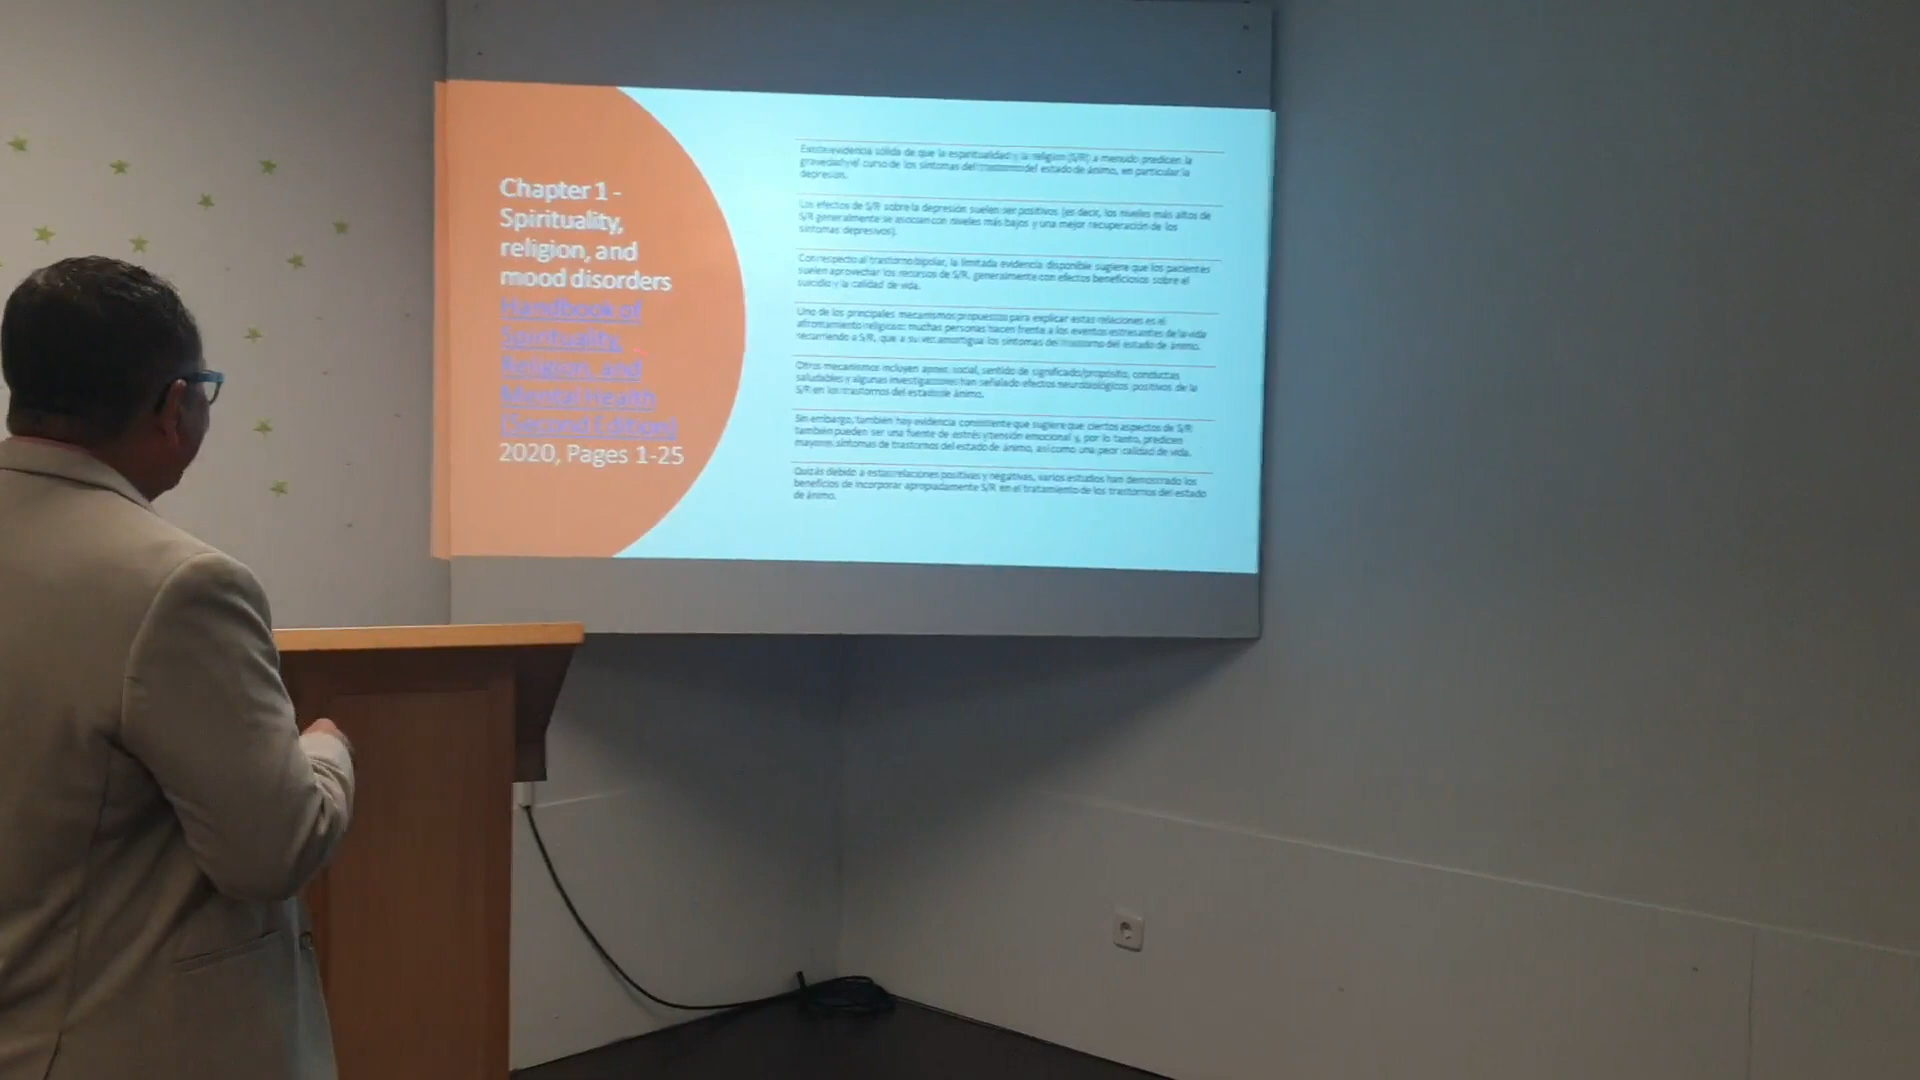 Chapter 1 -
Spirituality,
religion, and
mood disorders
Handbook of
Spirituality,
Religion, and
Mental Health
(Second Edition)
2020, Pages 1-25
Existe evidencia sólida de que la espiritualidad y la religión (S/R) a menudo predicen la
gravedad y el curso de los síntomas del trastorno del estado de ánimo, en particular la
depresión.
Los efectos de S/R sobre la depresión suelen ser positivos (es decir, los niveles más altos de
S/R generalmente se asocian con niveles más bajos y una mejor recuperación de los
síntomas depresivos).
Con respecto al trastorno bipolar, la limitada evidencia disponible sugiere que los pacientes
suelen aprovechar los recursos de S/R, generalmente con efectos beneficiosos sobre el
suicidio y la calidad de vida.
Uno de los principales mecanismos propuestos para explicar estas relaciones es el
afrontamiento religioso: muchas personas hacen frente a los eventos estresantes de la vida
recurriendo a S/R, que a su vez amortigua los síntomas del trastorno del estado de ánimo.
Otros mecanismos incluyen apoyo social, sentido de significado/propósito, conductas
saludables y algunas investigaciones han señalado efectos neurobiológicos positivos de la
S/R en los trastornos del estado de ánimo.
Sin embargo, también hay evidencia consistente que sugiere que ciertos aspectos de S/R
también pueden ser una fuente de estrés y tensión emocional y, por lo tanto, predicen
mayores síntomas de trastornos del estado de ánimo, así como una peor calidad de vida.
Quizás debido a estas relaciones positivas y negativas, varios estudios han demostrado los
beneficios de incorporar apropiadamente S/R en el tratamiento de los trastornos del estado
de ánimo.